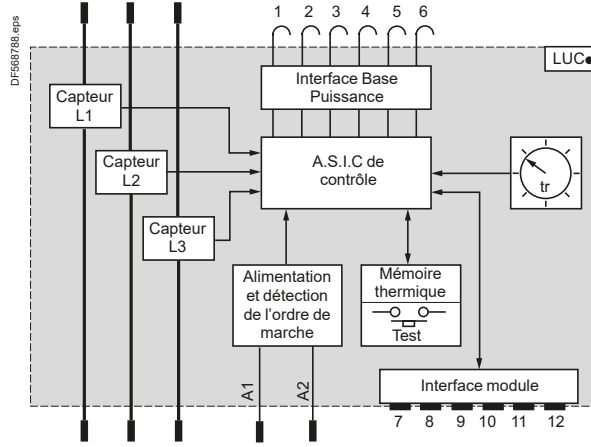 DF568788.eps
1 2 3 4 5 6
LUC●
Interface Base
Puissance
Capteur
L1
Capteur
L2
Capteur
L3
A.S.I.C de
contrôle
tr
Alimentation
et détection
de l'ordre de
marche
Mémoire
thermique
Test
A1
A2
Interface module
7 8 9 10 11 12